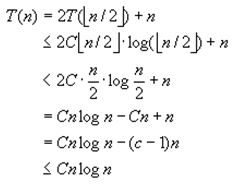 T(n) = 2T(⌊n/2⌋) + n
≤ 2C⌊n/2⌋·log(⌊n/2⌋) + n
< 2C · n/2 · log n/2 + n
= Cn log n − Cn + n
= Cn log n − (c − 1)n
≤ Cn log n